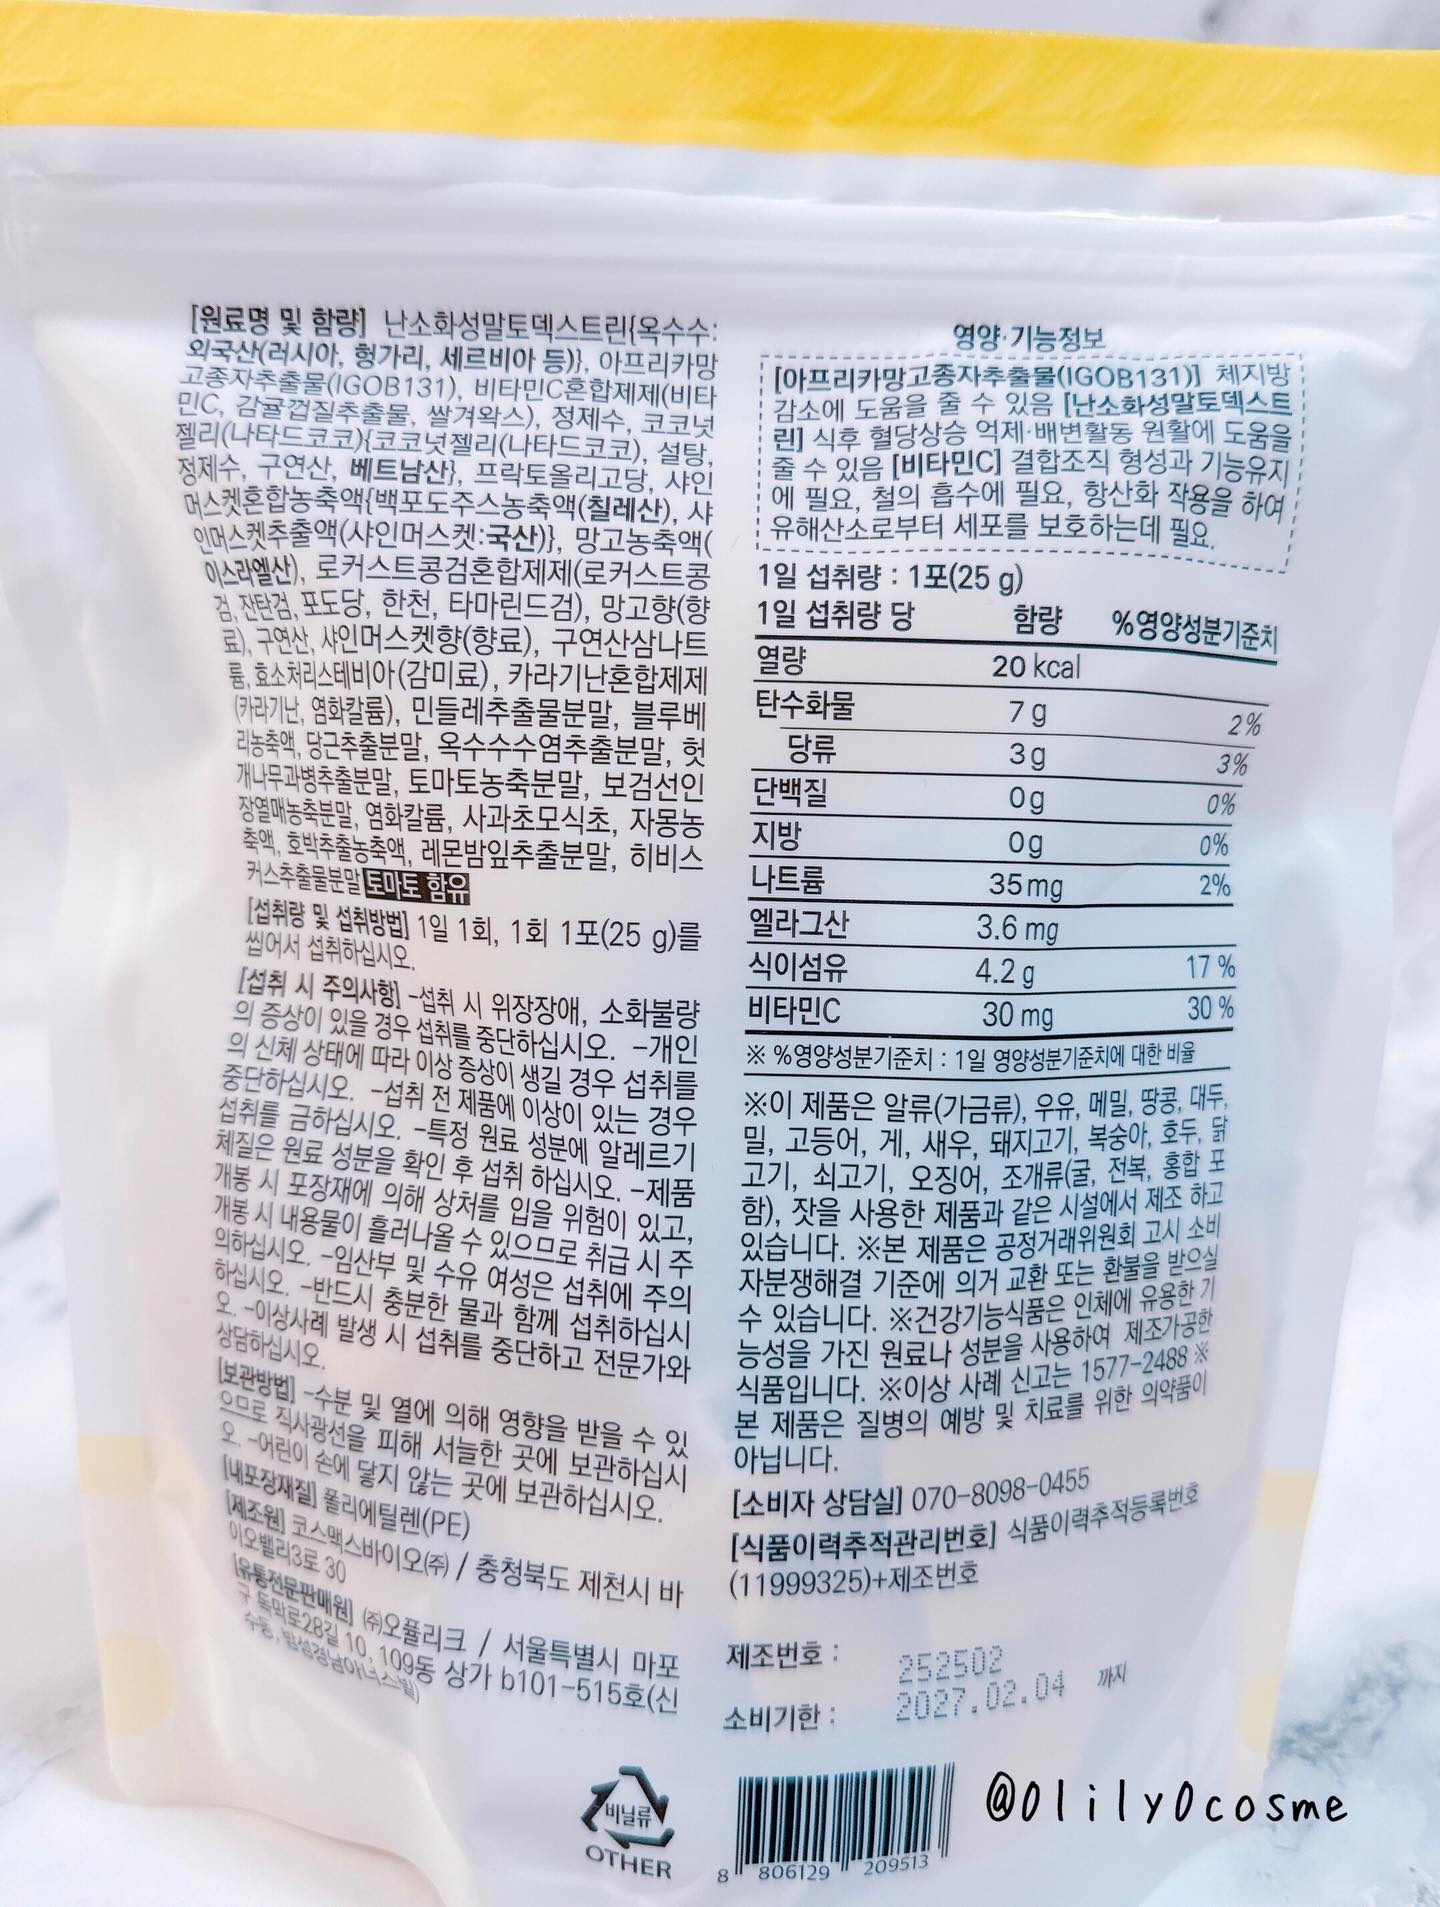 [원료명 및 함량] 난소화성말토덱스트린{옥수수:
외국산(러시아, 헝가리, 세르비아 등)}, 아프리카망
고종자추출물(IGOB131), 비타민C혼합제제(비타
민C, 감귤껍질추출물, 쌀겨왁스), 정제수, 코코넛
젤리(나타드코코){코코넛젤리(나타드코코), 설탕,
정제수, 구연산, 베트남산}, 프락토올리고당, 샤인
머스켓혼합농축액{백포도주스농축액(칠레산), 샤
인머스켓추출액(샤인머스켓:국산)}, 망고농축액(
이스라엘산), 로커스트콩검혼합제제(로커스트콩
검, 잔탄검, 포도당, 한천, 타마린드검), 망고향(향
료), 구연산, 샤인머스켓향(향료), 구연산삼나트
륨, 효소처리스테비아(감미료), 카라기난혼합제제
(카라기난, 염화칼륨), 민들레추출물분말, 블루베
리농축액, 당근추출분말, 옥수수수염추출분말, 헛
개나무과병추출분말, 토마토농축분말, 보검선인
장열매농축분말, 염화칼륨, 사과초모식초, 자몽농
축액, 호박추출농축액, 레몬밤잎추출분말, 히비스
커스추출물분말 토마토 함유
[섭취량 및 섭취방법] 1일 1회, 1회 1포(25 g)를
씹어서 섭취하십시오.
[섭취 시 주의사항] -섭취 시 위장장애, 소화불량
의 증상이 있을 경우 섭취를 중단하십시오. -개인
의 신체 상태에 따라 이상 증상이 생길 경우 섭취를
중단하십시오. -섭취 전 제품에 이상이 있는 경우
섭취를 금하십시오. -특정 원료 성분에 알레르기
체질은 원료 성분을 확인 후 섭취 하십시오. -제품
개봉 시 포장재에 의해 상처를 입을 위험이 있고,
개봉 시 내용물이 흘러나올 수 있으므로 취급 시 주
의하십시오. -임산부 및 수유 여성은 섭취에 주의
하십시오. -반드시 충분한 물과 함께 섭취하십시
오. -이상사례 발생 시 섭취를 중단하고 전문가와
상담하십시오.
[보관방법] -수분 및 열에 의해 영향을 받을 수 있
으므로 직사광선을 피해 서늘한 곳에 보관하십시
오. -어린이 손에 닿지 않는 곳에 보관하십시오.
[내포장재질] 폴리에틸렌(PE)
[제조원] 코스맥스바이오(주) / 충청북도 제천시 바
이오밸리3로 30
[유통전문판매원] (주)오퓰리크 / 서울특별시 마포
구 독막로28길 10, 109동 상가 b101-515호(신
수동, 밤섬경남아너스빌)
비닐류
OTHER
영양·기능정보
[아프리카망고종자추출물(IGOB131)] 체지방
감소에 도움을 줄 수 있음 [난소화성말토덱스트
린] 식후 혈당상승 억제·배변활동 원활에 도움을
줄 수 있음 [비타민C] 결합조직 형성과 기능유지
에 필요, 철의 흡수에 필요, 항산화 작용을 하여
유해산소로부터 세포를 보호하는데 필요.
1일 섭취량 : 1포(25 g)
1일 섭취량 당 함량 %영양성분기준치
열량 20 kcal
탄수화물 7 g 2%
당류 3 g 3%
단백질 0 g 0%
지방 0 g 0%
나트륨 35 mg 2%
엘라그산 3.6 mg
식이섬유 4.2 g 17 %
비타민C 30 mg 30 %
※ %영양성분기준치 : 1일 영양성분기준치에 대한 비율
※이 제품은 알류(가금류), 우유, 메밀, 땅콩, 대두,
밀, 고등어, 게, 새우, 돼지고기, 복숭아, 호두, 닭
고기, 쇠고기, 오징어, 조개류(굴, 전복, 홍합 포
함), 잣을 사용한 제품과 같은 시설에서 제조 하고
있습니다. ※본 제품은 공정거래위원회 고시 소비
자분쟁해결 기준에 의거 교환 또는 환불을 받으실
수 있습니다. ※건강기능식품은 인체에 유용한 기
능성을 가진 원료나 성분을 사용하여 제조가공한
식품입니다. ※이상 사례 신고는 1577-2488 ※
본 제품은 질병의 예방 및 치료를 위한 의약품이
아닙니다.
[소비자 상담실] 070-8098-0455
[식품이력추적관리번호] 식품이력추적등록번호
(11999325)+제조번호
제조번호 : 252502
소비기한 : 2027.02.04 까지
8 806129 209513
@0lily0cosme